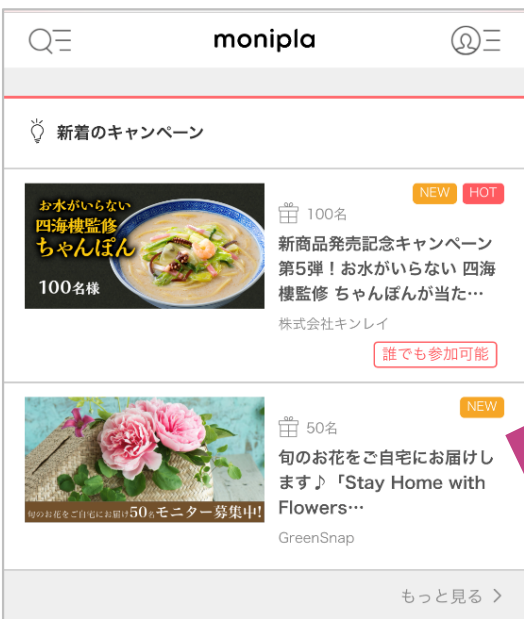 monipla
新着のキャンペーン
お水がいらない
四海樓監修
ちゃんぽん
100名様
NEW HOT
100名
新商品発売記念キャンペーン
第5弾！お水がいらない 四海
樓監修 ちゃんぽんが当た…
株式会社キンレイ
誰でも参加可能
旬のお花をご自宅にお届け50名モニター募集中!
NEW
50名
旬のお花をご自宅にお届けし
ます♪「Stay Home with
Flowers…
GreenSnap
もっと見る